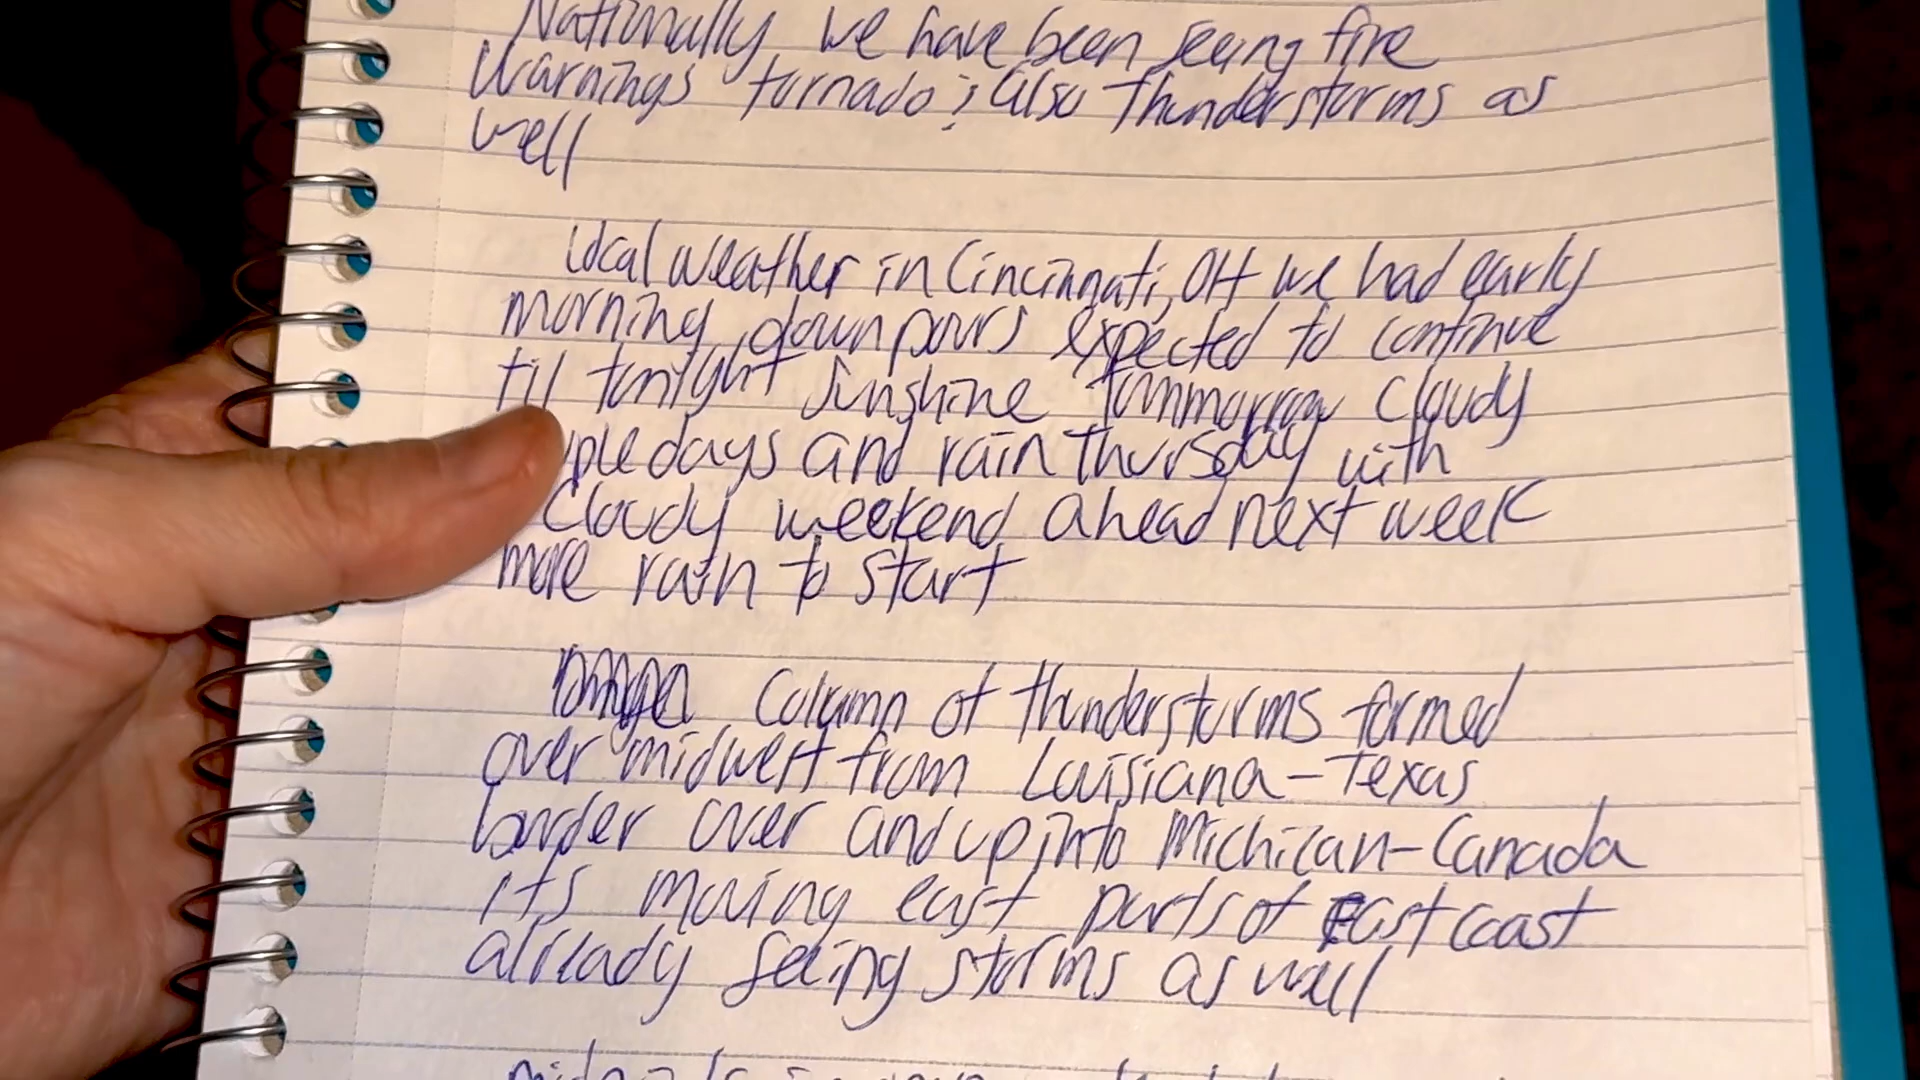 Nationally we have been seeing fire
warnings tornado; also thunderstorms as
well
Local weather in Cincinnati, OH we had early
morning downpours expected to continue
til tonight sunshine tommorrow cloudy
days and rain thursday with
cloudy weekend ahead next week
more rain to start
Column of thunderstorms formed
over midwest from Louisiana-Texas
border over and up into Michican-Canada
its moving east parts of east coast
already seeing storms as well